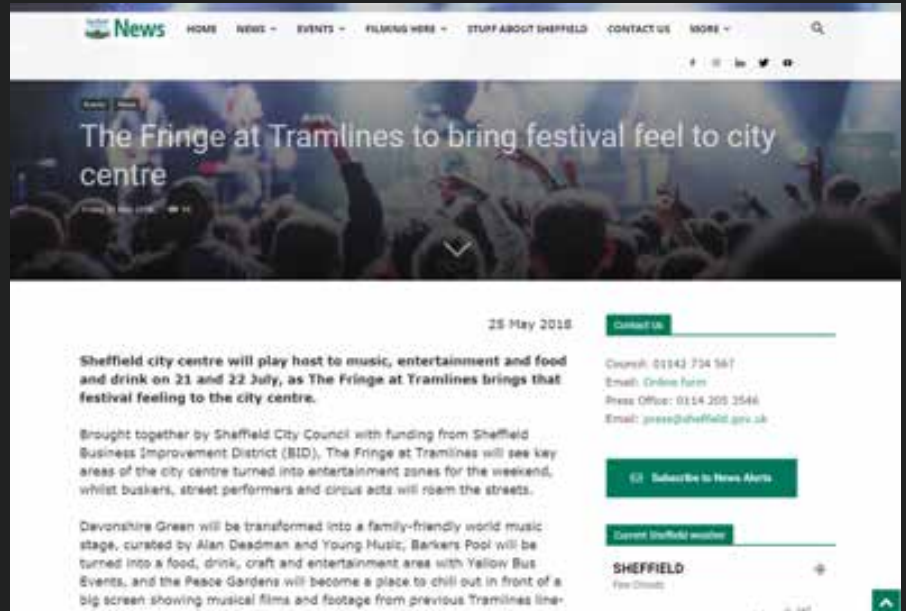 News
HOME NEWS EVENTS FILMING HERE STUFF ABOUT SHEFFIELD CONTACT US MORE
Events News
The Fringe at Tramlines to bring festival feel to city
centre
25 May 2018
Sheffield city centre will play host to music, entertainment and food
and drink on 21 and 22 July, as The Fringe at Tramlines brings that
festival feeling to the city centre.
Brought together by Sheffield City Council with funding from Sheffield
Business Improvement District (BID), The Fringe at Tramlines will see key
areas of the city centre turned into entertainment zones for the weekend,
whilst buskers, street performers and circus acts will roam the streets.
Devonshire Green will be transformed into a family-friendly world music
stage, curated by Alan Deadman and Young Music, Barkers Pool will be
turned into a food, drink, craft and entertainment area with Yellow Bus
Events, and the Peace Gardens will become a place to chill out in front of a
big screen showing musical films and footage from previous Tramlines line-
Contact Us
Council: 01142 734 567
Email: Online form
Press Office: 0114 205 3546
Email: press@sheffield.gov.uk
Subscribe to News Alerts
Current Sheffield weather
SHEFFIELD
Few Clouds